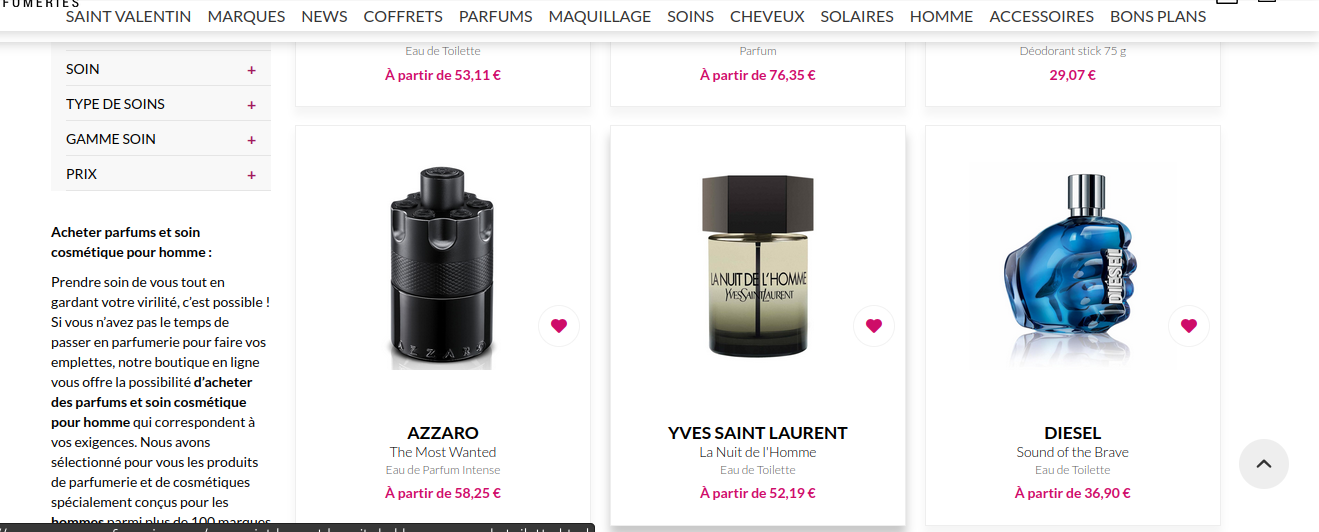 SAINT VALENTIN MARQUES NEWS COFFRETS PARFUMS MAQUILLAGE SOINS CHEVEUX SOLAIRES HOMME ACCESSOIRES BONS PLANS
SOIN +
TYPE DE SOINS +
GAMME SOIN +
PRIX +
Acheter parfums et soin
cosmétique pour homme :
Prendre soin de vous tout en
gardant votre virilité, c'est possible !
Si vous n'avez pas le temps de
passer en parfumerie pour faire vos
emplettes, notre boutique en ligne
vous offre la possibilité d'acheter
des parfums et soin cosmétique
pour homme qui correspondent à
vos exigences. Nous avons
sélectionné pour vous les produits
de parfumerie et de cosmétiques
spécialement conçus pour les
hommes parmi plus de 100 marques
Eau de Toilette
À partir de 53,11 €
Parfum
À partir de 76,35 €
Déodorant stick 75 g
29,07 €
AZZARO
AZZARO
The Most Wanted
Eau de Parfum Intense
À partir de 58,25 €
LA NUIT DE L'HOMME
YVESSAINTLAURENT
YVES SAINT LAURENT
La Nuit de l'Homme
Eau de Toilette
À partir de 52,19 €
DIESEL
DIESEL
Sound of the Brave
Eau de Toilette
À partir de 36,90 €